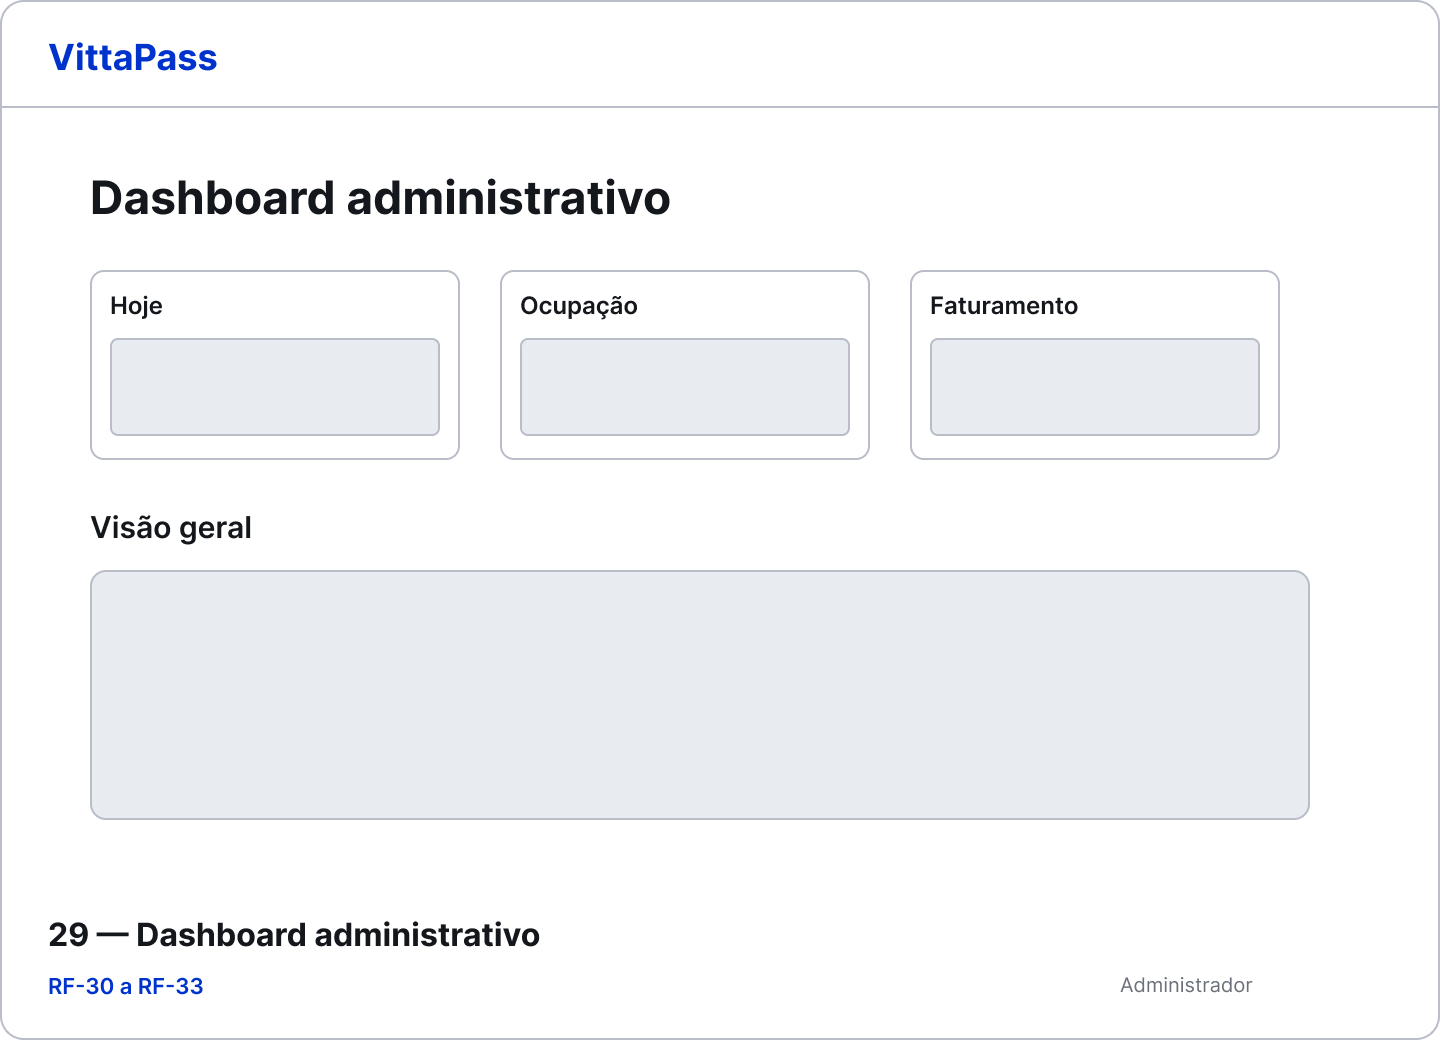 VittaPass
Dashboard administrativo
Hoje
Ocupação
Faturamento
Visão geral
29 — Dashboard administrativo
RF-30 a RF-33
Administrador